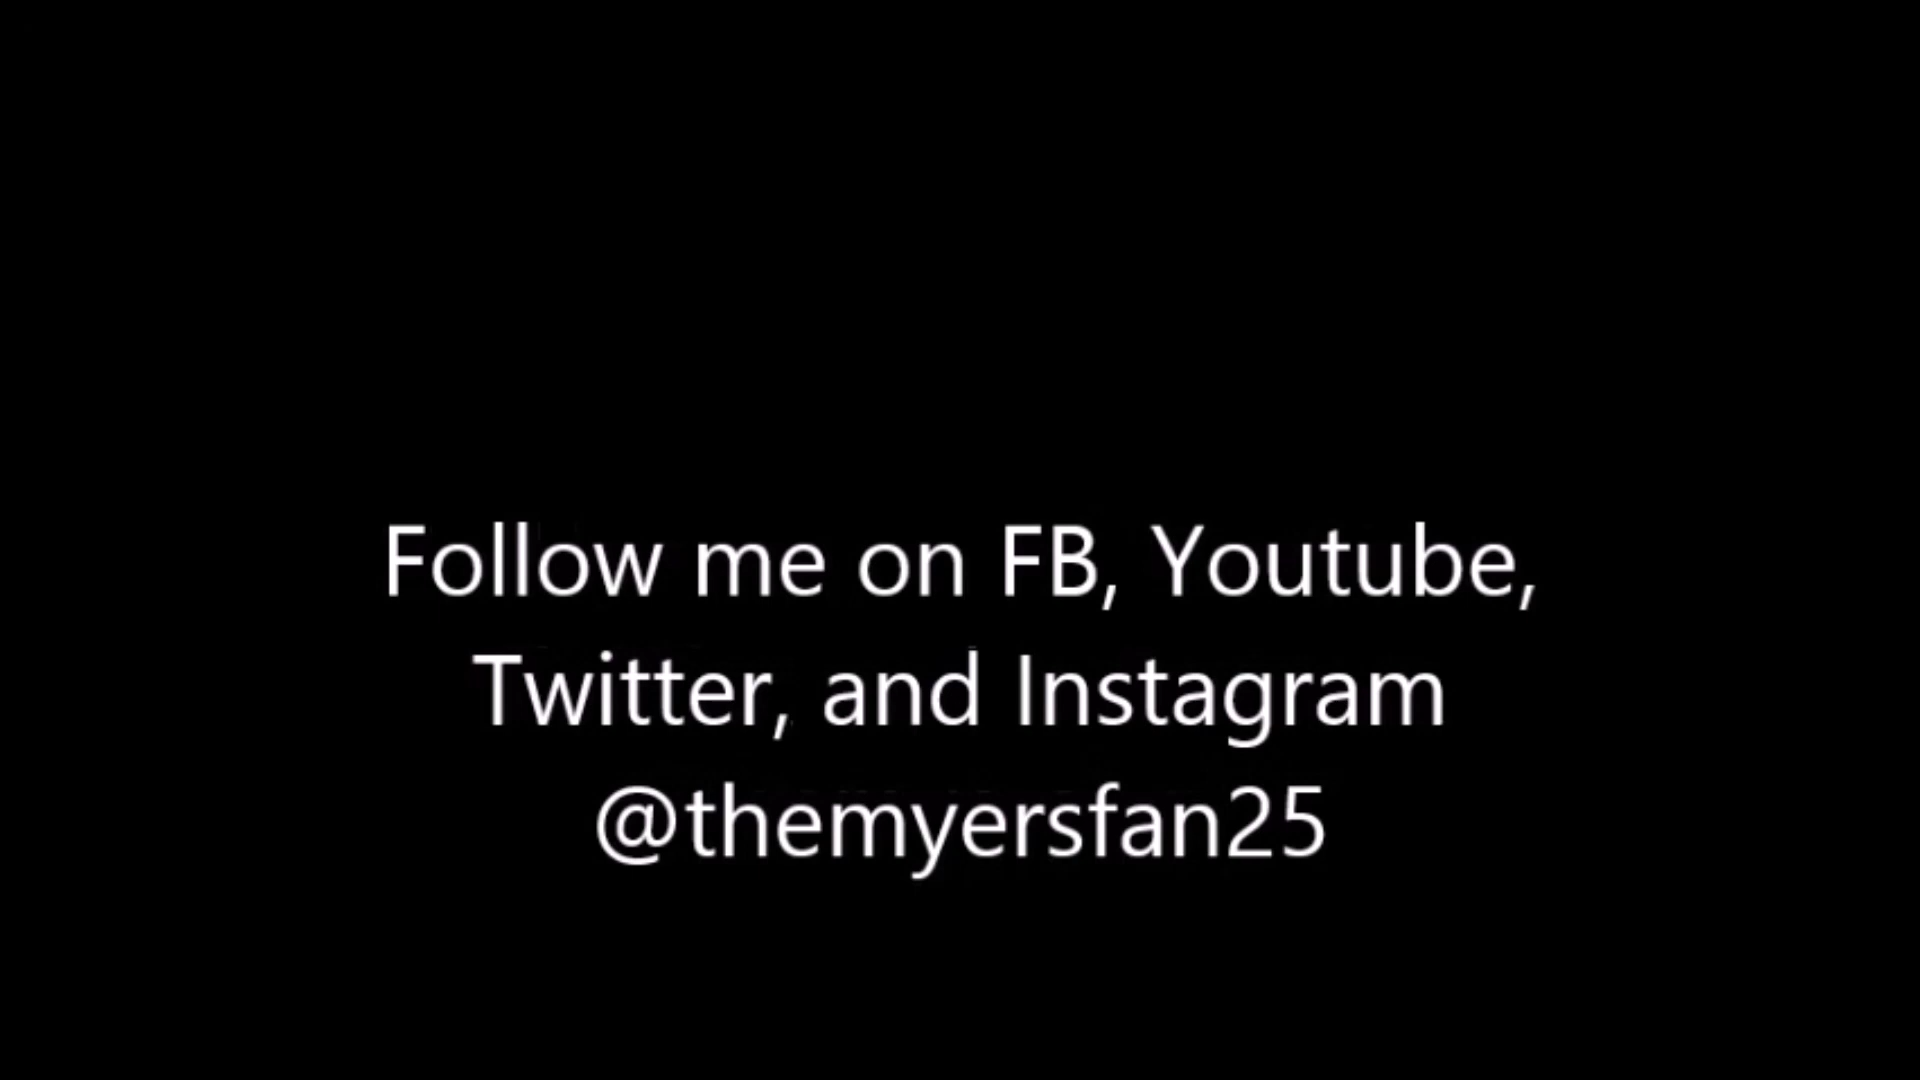 Follow me on FB, Youtube,
Twitter, and Instagram
@themyersfan25